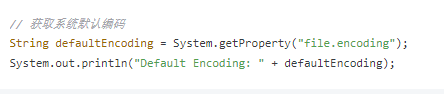 // 获取系统默认编码
String defaultEncoding = System.getProperty("file.encoding");
System.out.println("Default Encoding: " + defaultEncoding);